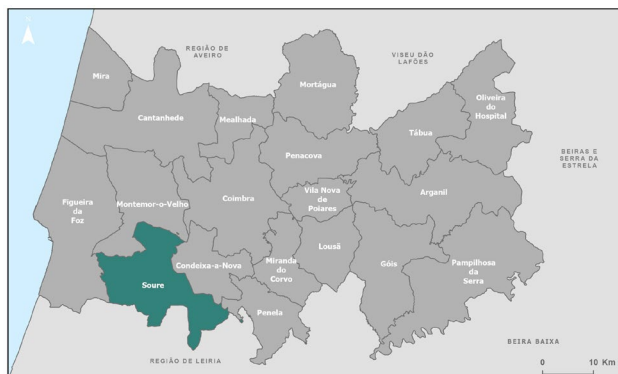 N
REGIÃO DE
AVEIRO
VISEU DÃO
LAFÕES
Mira
Mortágua
Oliveira
do
Hospital
Cantanhede
Mealhada
Tábua
Penacova
BEIRAS E
SERRA DA
ESTRELA
Figueira
da
Foz
Montemor-o-Velho
Coimbra
Vila Nova
de
Poiares
Arganil
Lousã
Condeixa-a-Nova
Miranda
do
Corvo
Góis
Pampilhosa
da
Serra
Soure
Penela
BEIRA BAIXA
REGIÃO DE LEIRIA
0 10 Km